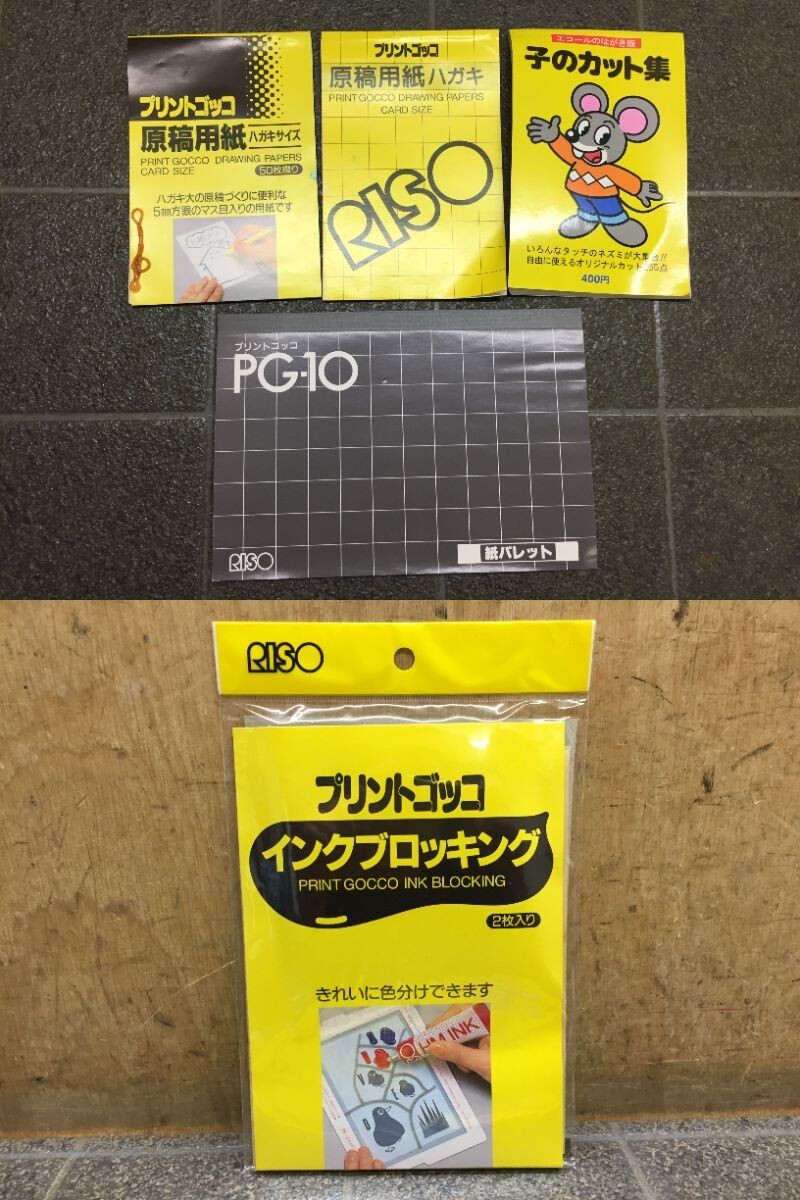 プリントゴッコ
原稿用紙 ハガキサイズ
PRINT GOCCO DRAWING PAPERS
CARD SIZE
50枚綴り
ハガキ大の原稿づくりに便利な
5mm方眼のマス目入りの用紙です
プリントゴッコ
原稿用紙ハガキ
PRINT GOCCO DRAWING PAPERS
CARD SIZE
RISO
エコールのはがき版
子のカット集
いろんなタッチのネズミが大集合!!
自由に使えるオリジナルカット355点
400円
プリントゴッコ
PG-10
RISO
紙パレット
RISO
プリントゴッコ
インクブロッキング
PRINT GOCCO INK BLOCKING
2枚入り
きれいに色分けできます
INK